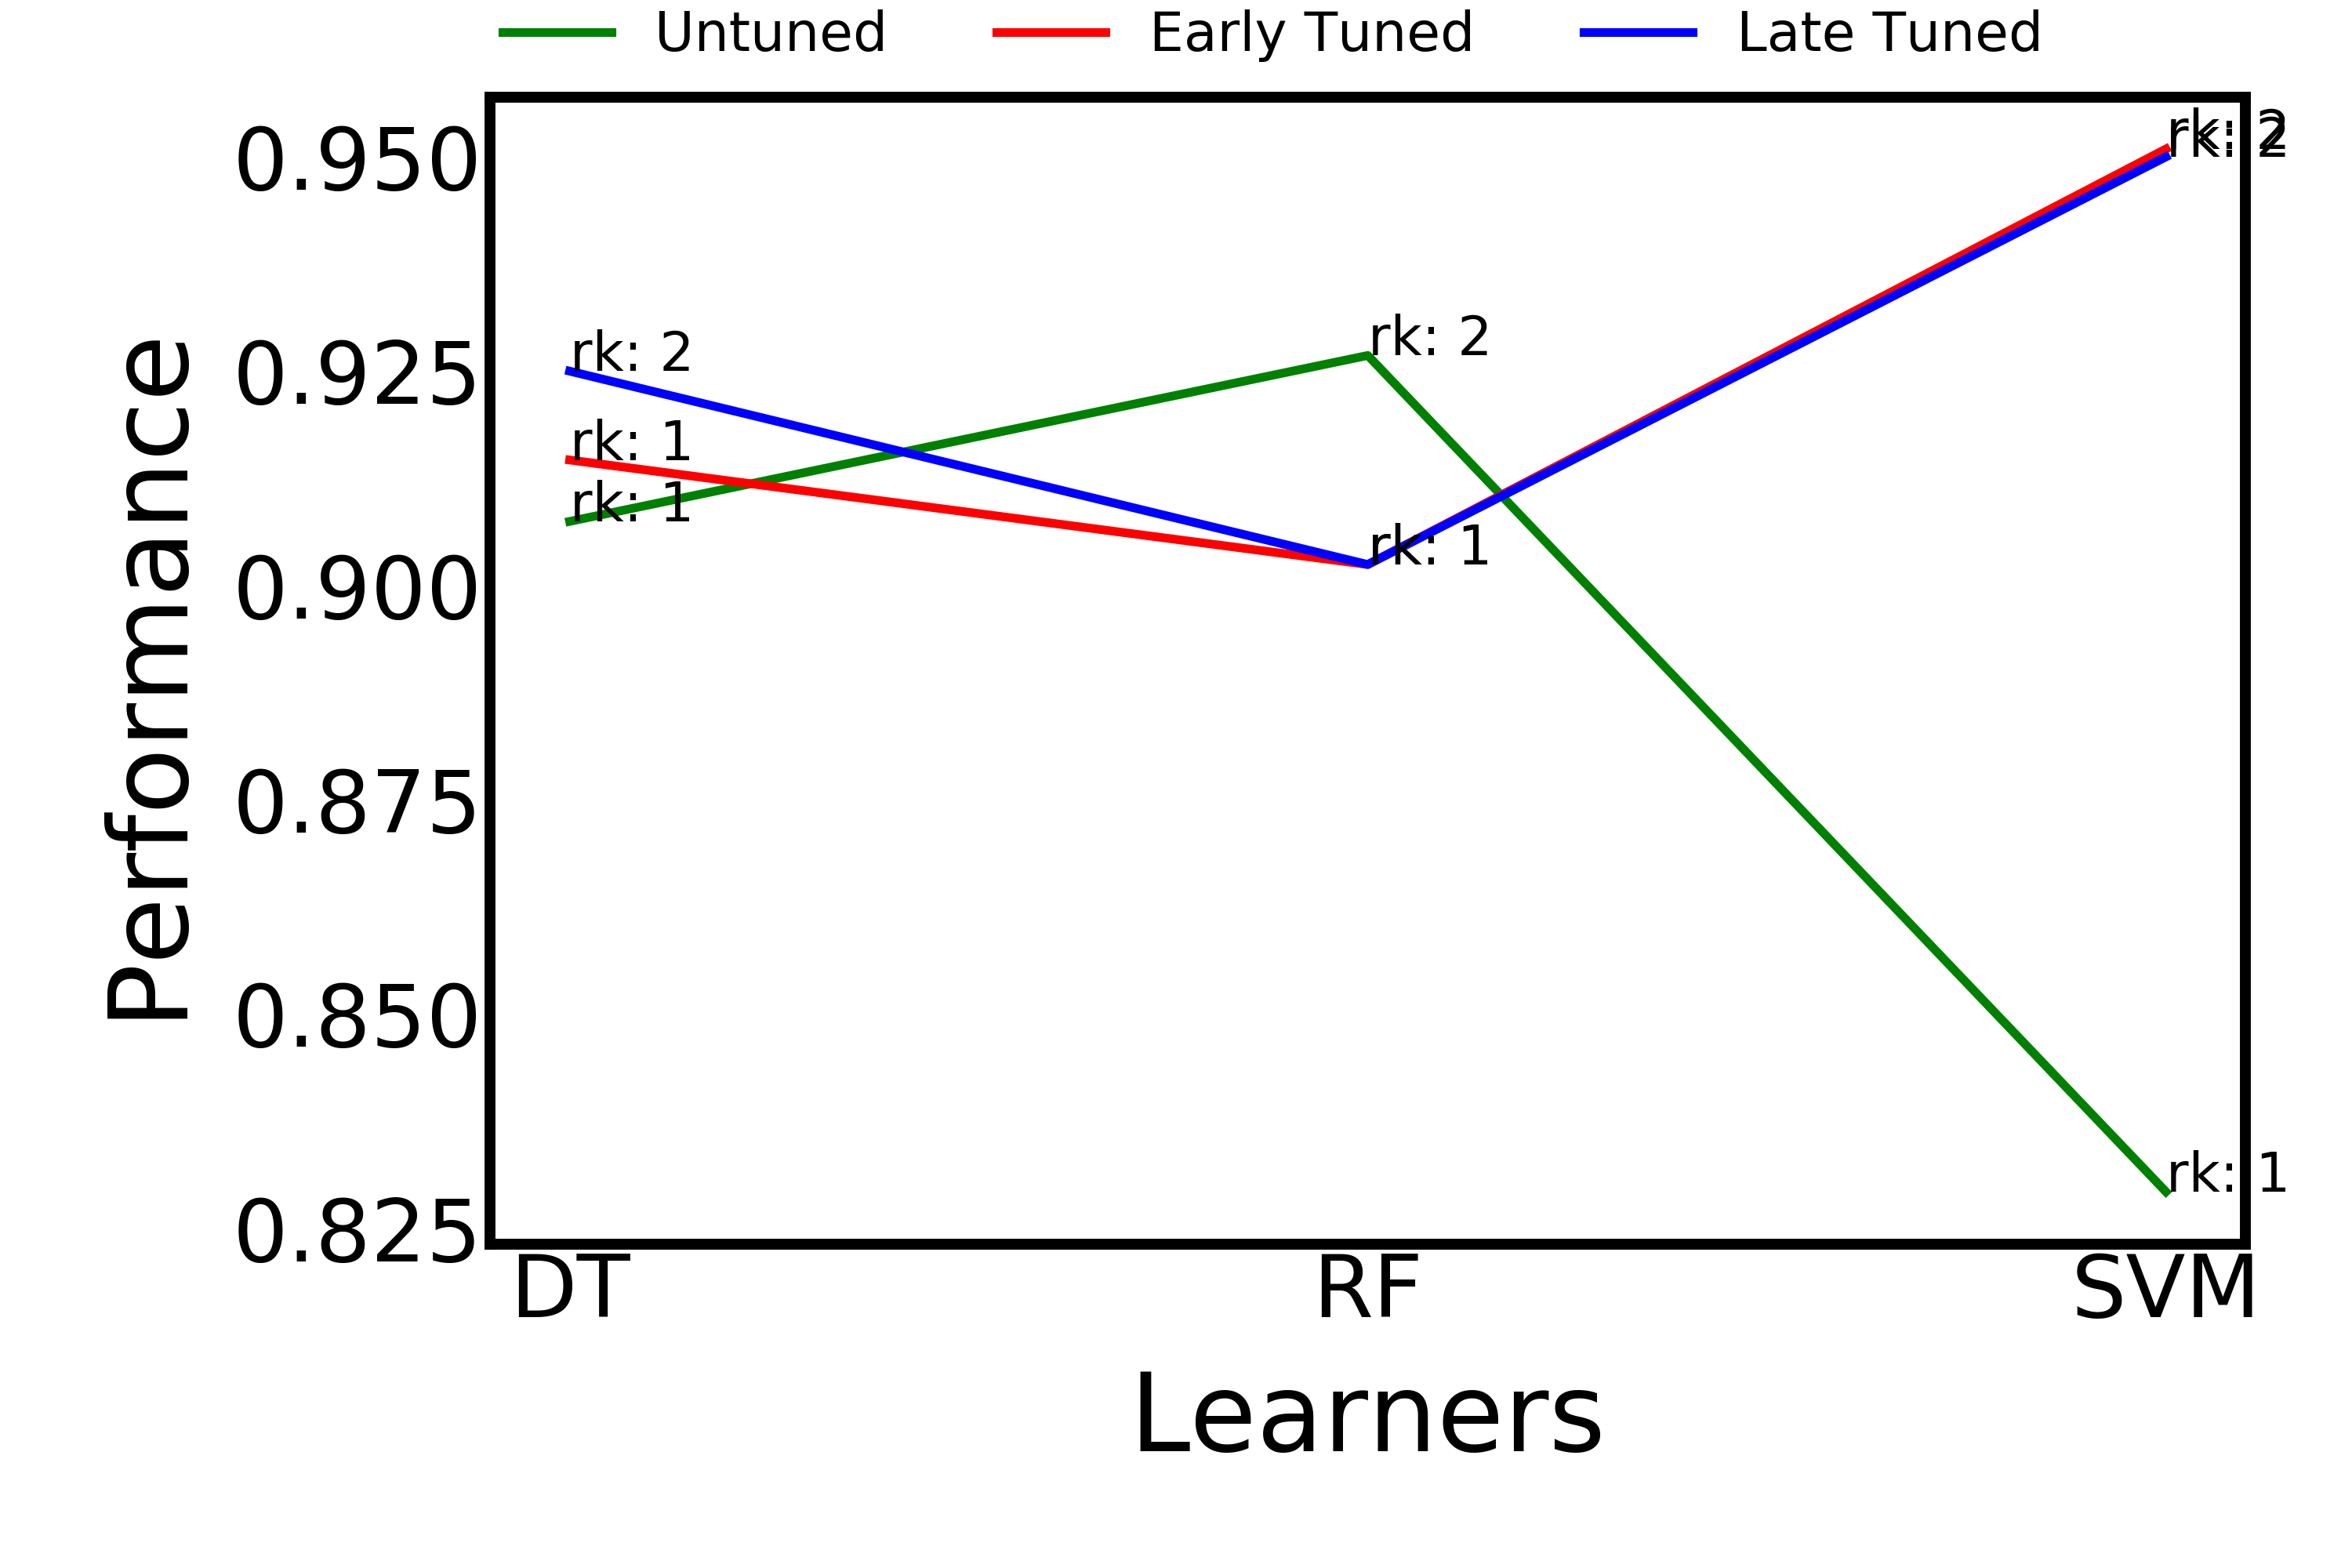 Untuned Early Tuned Late Tuned
0.950
0.925
0.900
0.875
0.850
0.825
Performance
rk: 2
rk: 1
rk: 1
rk: 2
rk: 1
rk: 2
rk: 1
DT RF SVM
Learners